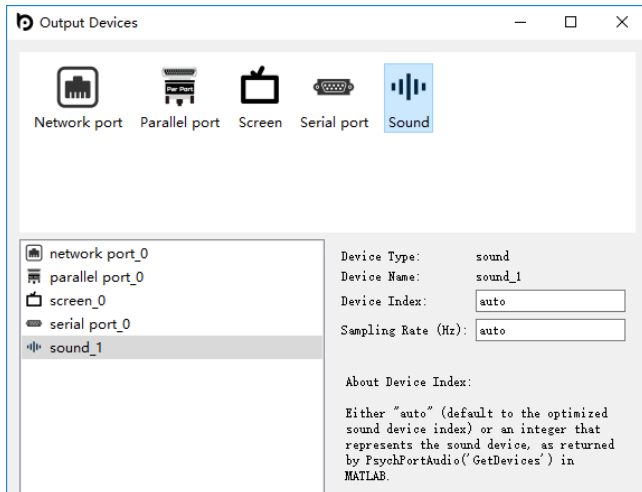 Output Devices
Per Port
Network port
Parallel port
Screen
Serial port
Sound
network port_0
parallel port_0
screen_0
serial port_0
sound_1
Device Type: sound
Device Name: sound_1
Device Index: auto
Sampling Rate (Hz): auto
About Device Index:
Either "auto" (default to the optimized
sound device index) or an integer that
represents the sound device, as returned
by PsychPortAudio('GetDevices') in
MATLAB.